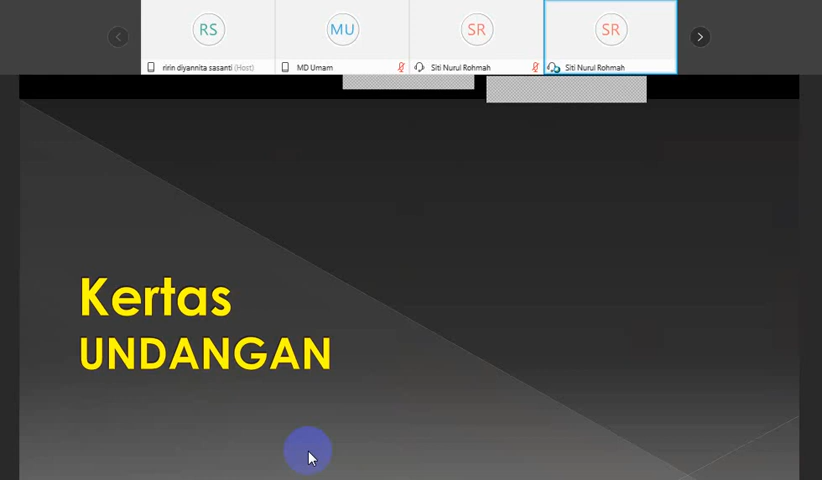 RS
MU
SR
SR
ririn diyannita sasanti (Host)
MD Umam
Siti Nurul Rohmah
Siti Nurul Rohmah
Kertas
UNDANGAN